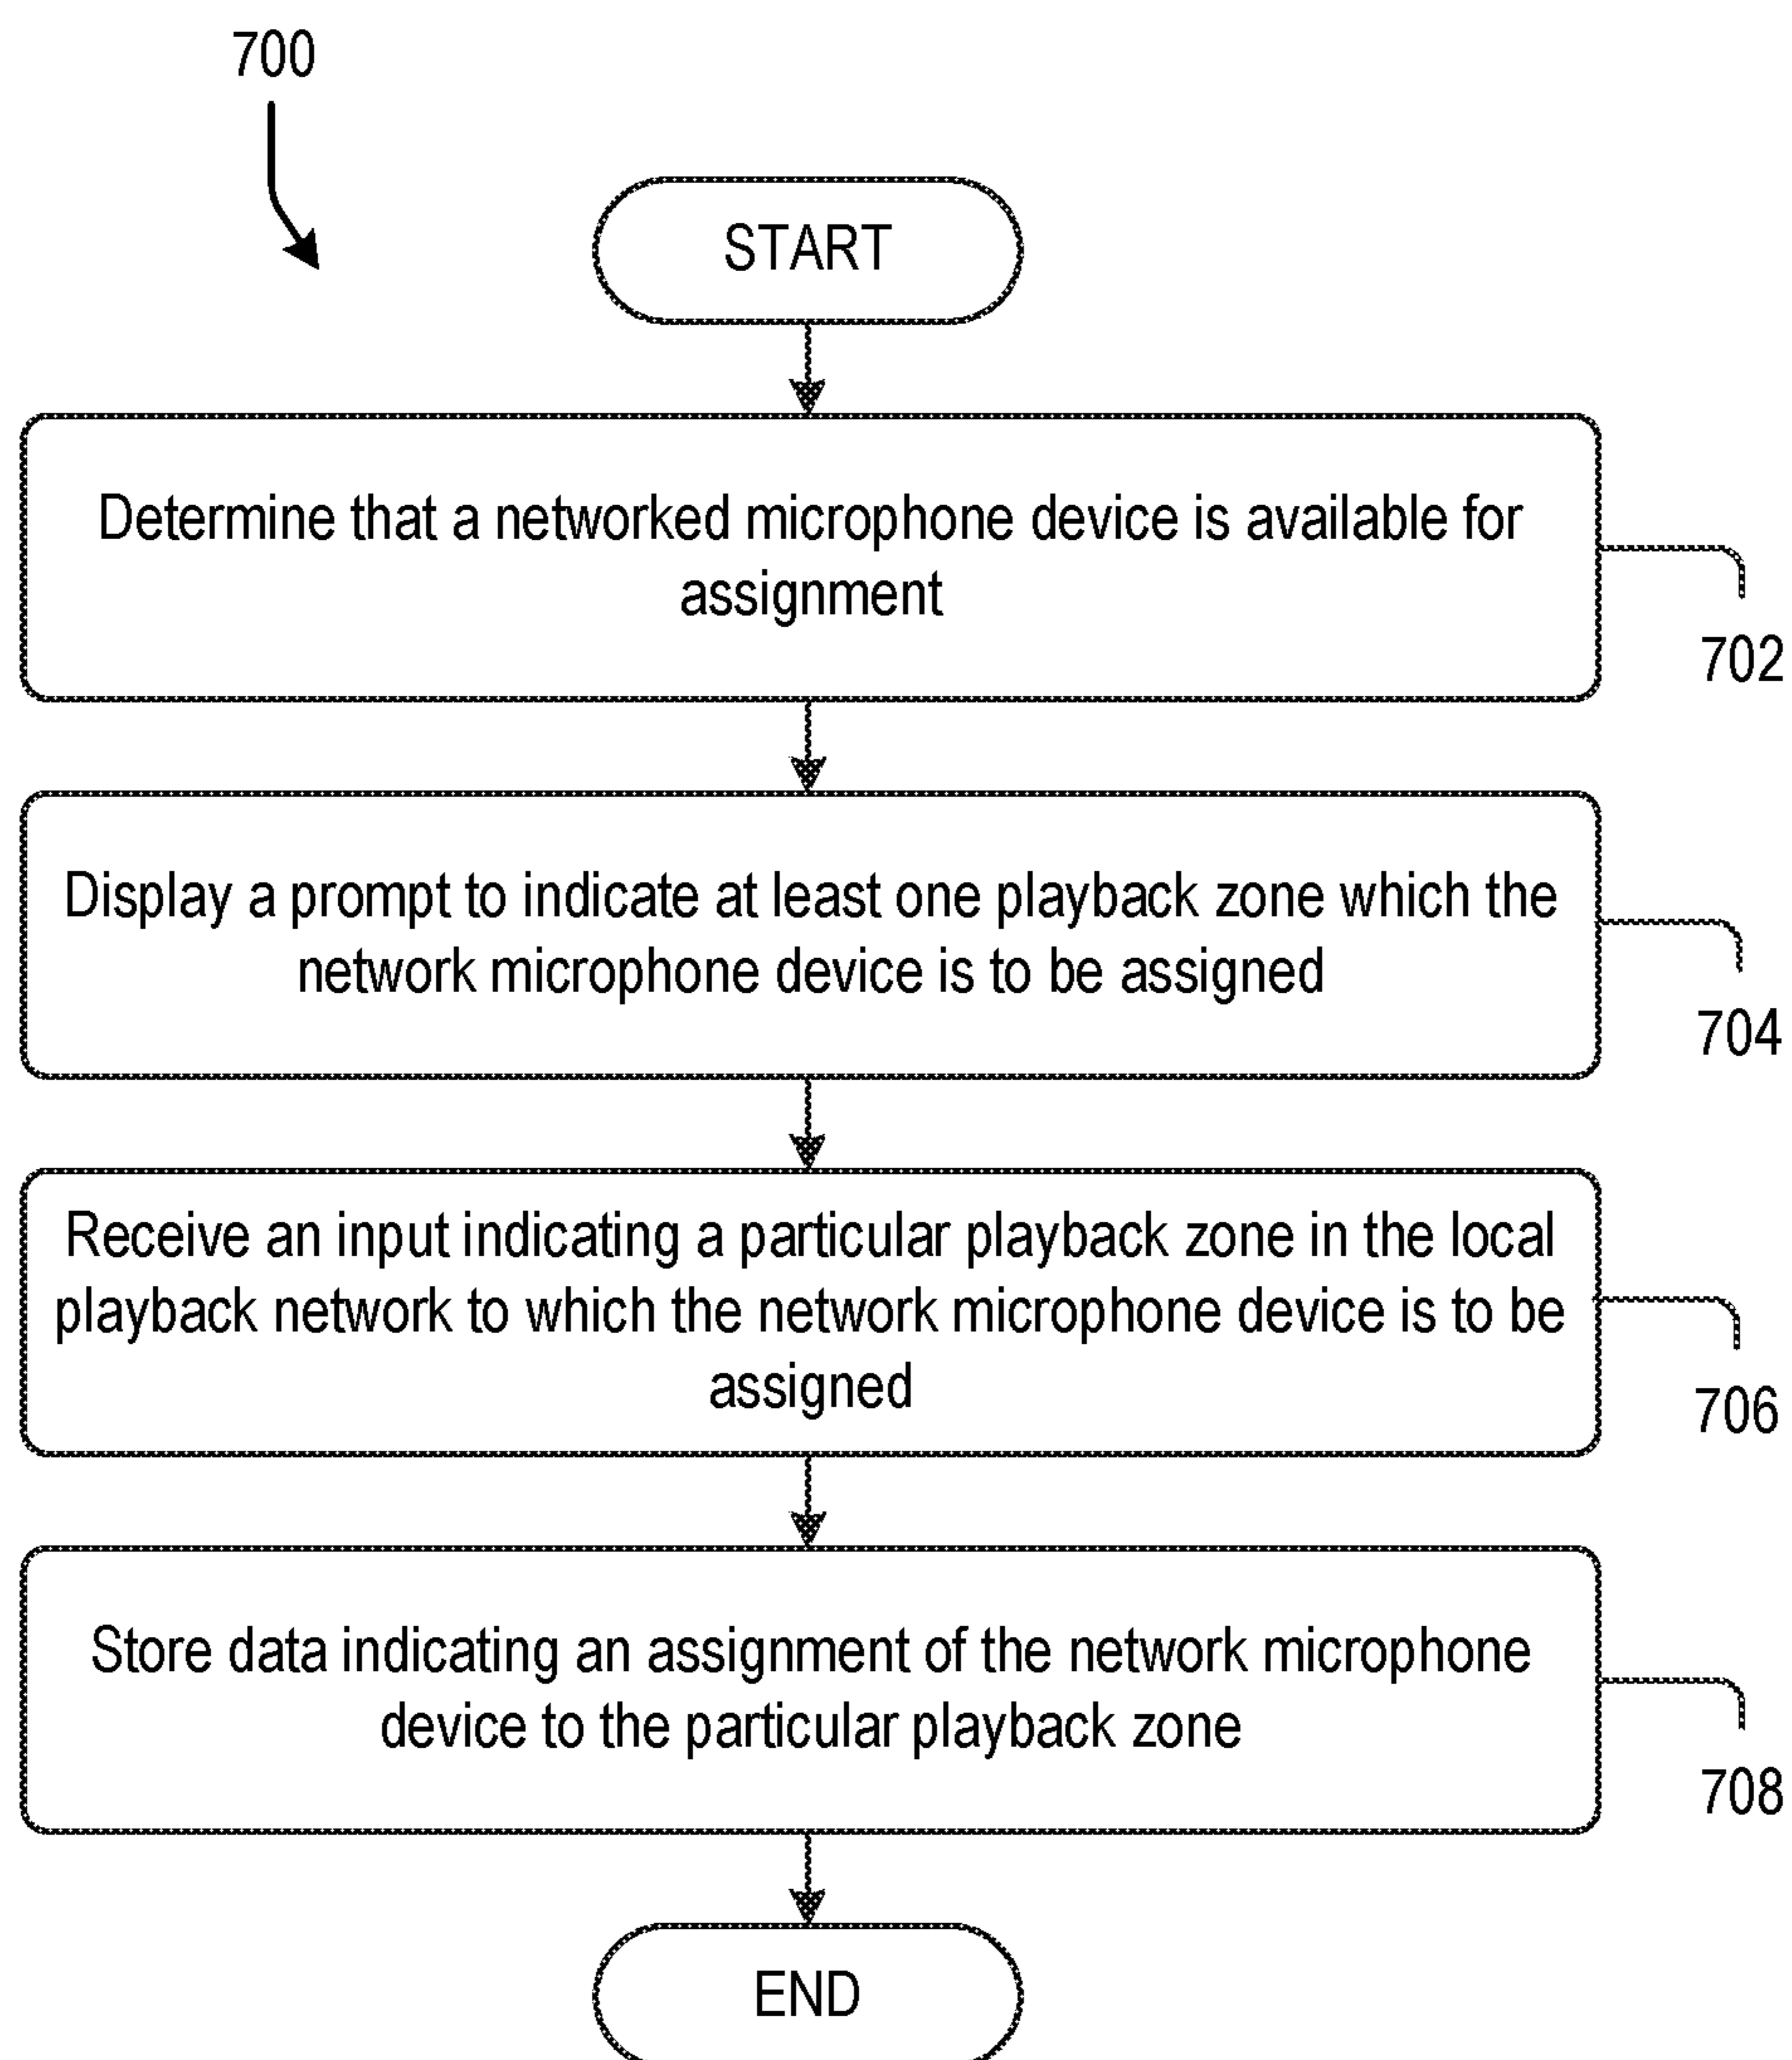 700
START
Determine that a networked microphone device is available for
assignment
702
Display a prompt to indicate at least one playback zone which the
network microphone device is to be assigned
704
Receive an input indicating a particular playback zone in the local
playback network to which the network microphone device is to be
assigned
706
Store data indicating an assignment of the network microphone
device to the particular playback zone
708
END